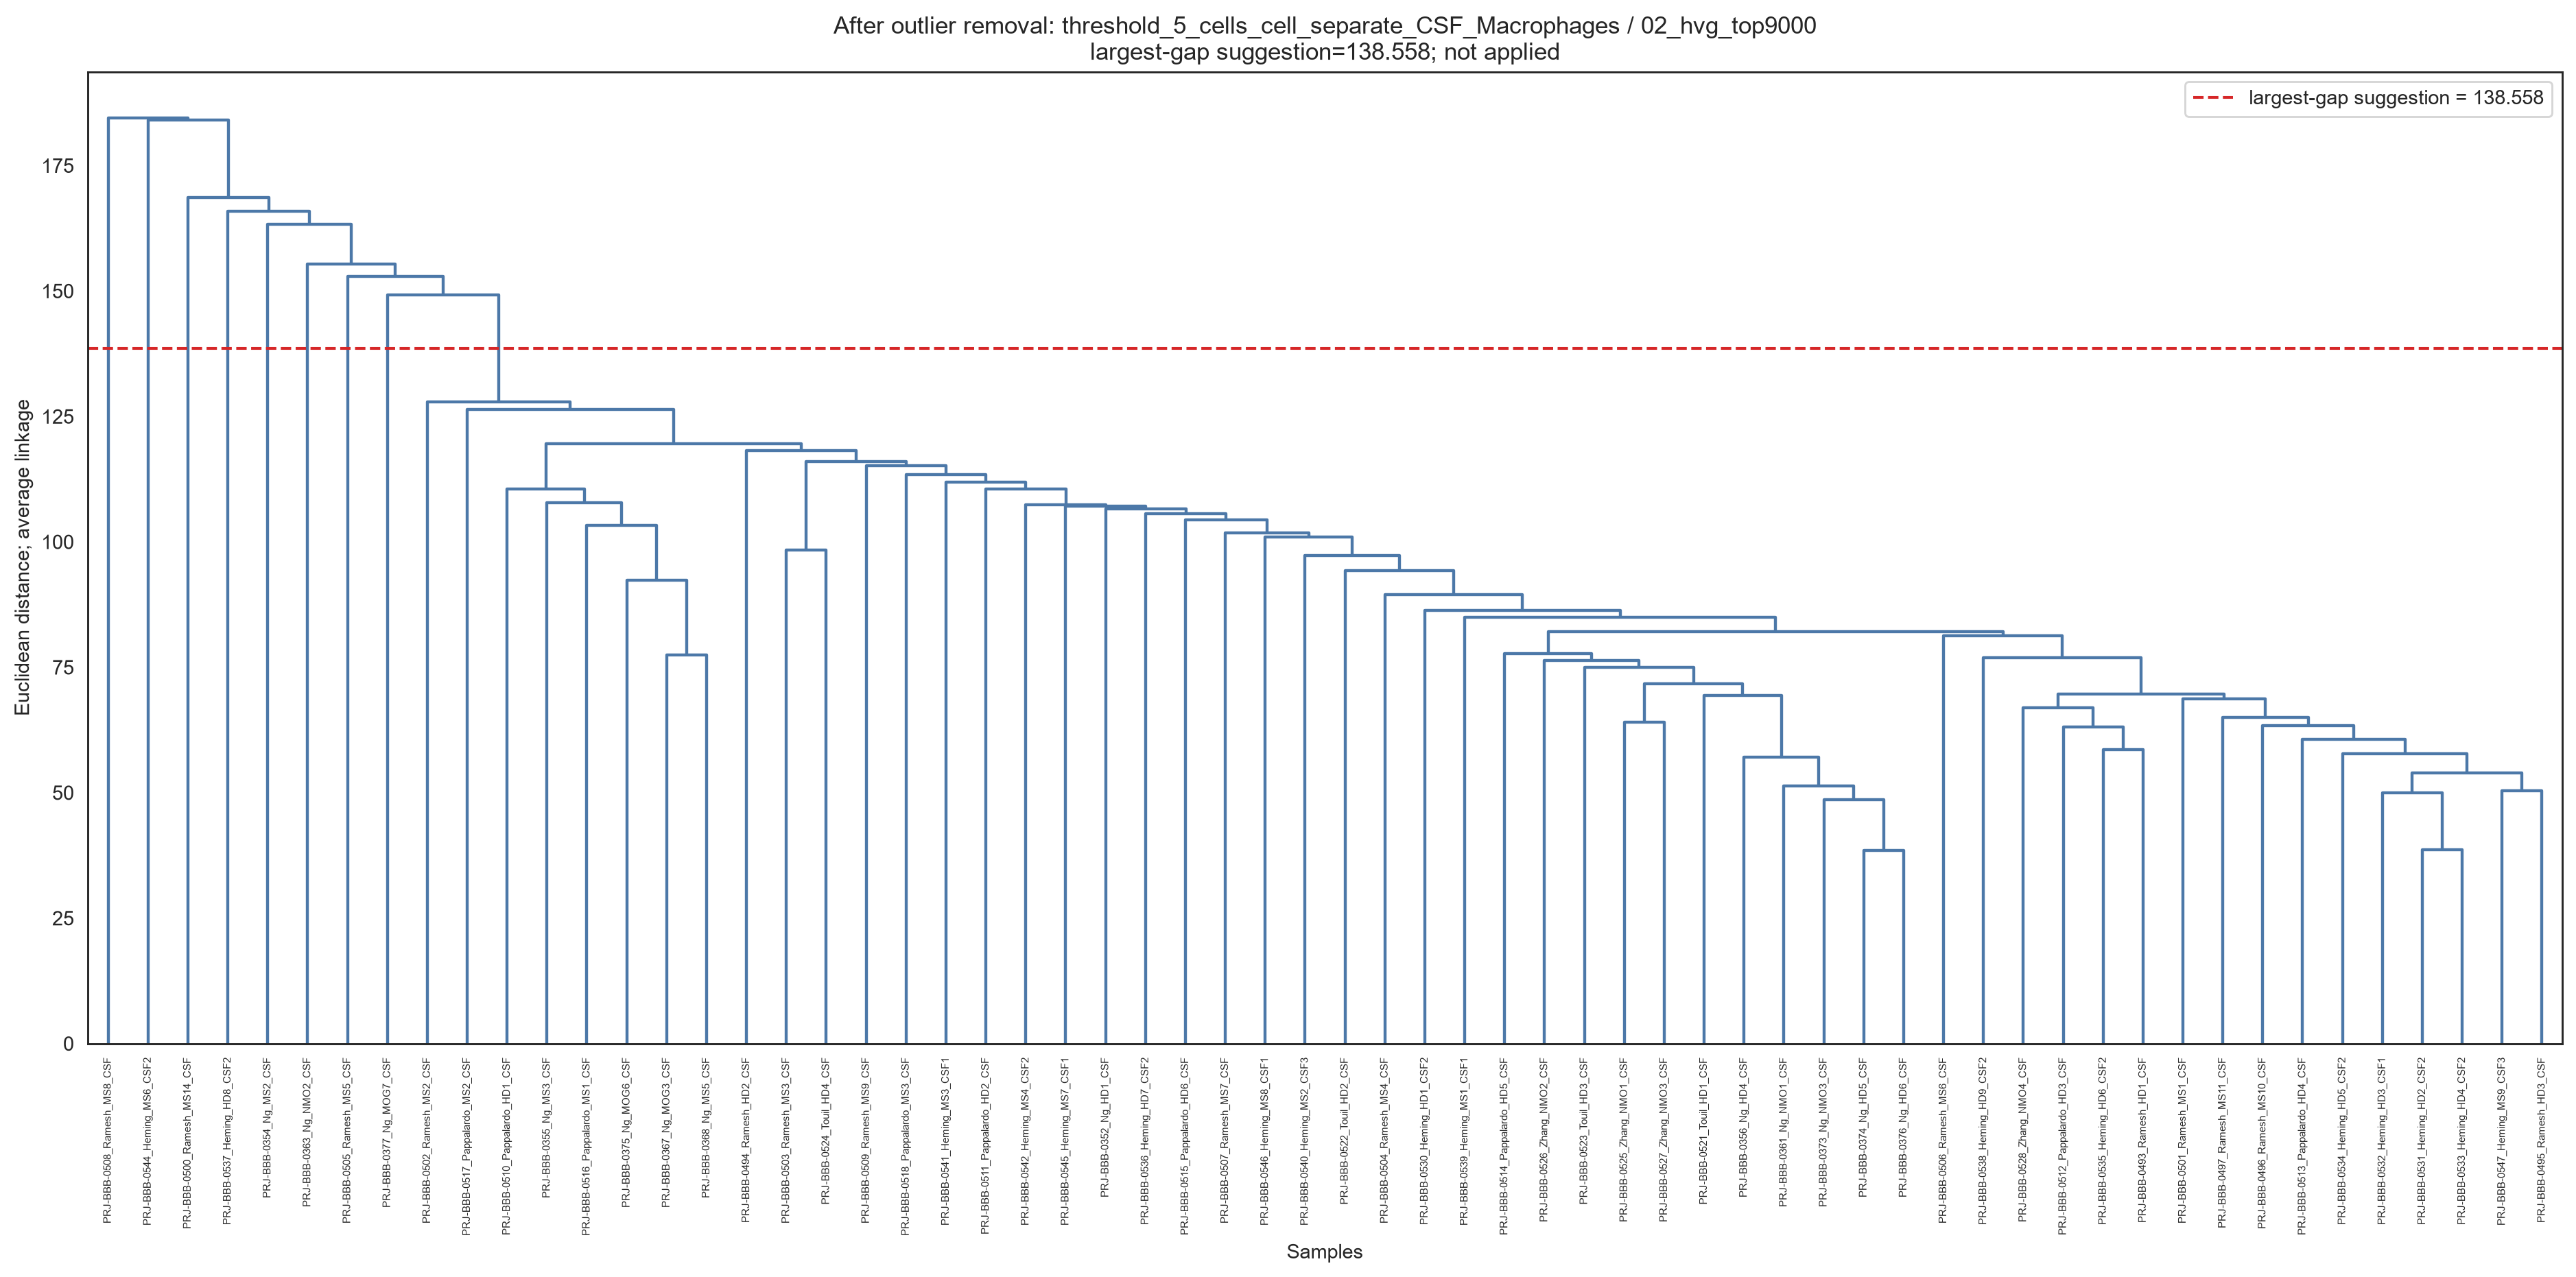 After outlier removal: threshold_5_cells_cell_separate_CSF_Macrophages / 02_hvg_top9000
largest-gap suggestion=138.558; not applied
largest-gap suggestion = 138.558
Euclidean distance; average linkage
175
150
125
100
75
50
25
0
PRJ-BBB-0508_Ramesh_MS8_CSF
PRJ-BBB-0544_Heming_MS6_CSF2
PRJ-BBB-0500_Ramesh_MS14_CSF
PRJ-BBB-0537_Heming_HD8_CSF2
PRJ-BBB-0354_Ng_MS2_CSF
PRJ-BBB-0363_Ng_NMO2_CSF
PRJ-BBB-0505_Ramesh_MS5_CSF
PRJ-BBB-0377_Ng_MOG7_CSF
PRJ-BBB-0502_Ramesh_MS2_CSF
PRJ-BBB-0517_Pappalardo_MS2_CSF
PRJ-BBB-0510_Pappalardo_HD1_CSF
PRJ-BBB-0355_Ng_MS3_CSF
PRJ-BBB-0516_Pappalardo_MS1_CSF
PRJ-BBB-0375_Ng_MOG6_CSF
PRJ-BBB-0367_Ng_MOG3_CSF
PRJ-BBB-0368_Ng_MS5_CSF
PRJ-BBB-0494_Ramesh_HD2_CSF
PRJ-BBB-0503_Ramesh_MS3_CSF
PRJ-BBB-0524_Touil_HD4_CSF
PRJ-BBB-0509_Ramesh_MS9_CSF
PRJ-BBB-0518_Pappalardo_MS3_CSF
PRJ-BBB-0541_Heming_MS3_CSF1
PRJ-BBB-0511_Pappalardo_HD2_CSF
PRJ-BBB-0542_Heming_MS4_CSF2
PRJ-BBB-0545_Heming_MS7_CSF1
PRJ-BBB-0352_Ng_HD1_CSF
PRJ-BBB-0536_Heming_HD7_CSF2
PRJ-BBB-0515_Pappalardo_HD6_CSF
PRJ-BBB-0507_Ramesh_MS7_CSF
PRJ-BBB-0546_Heming_MS8_CSF1
PRJ-BBB-0540_Heming_MS2_CSF3
PRJ-BBB-0522_Touil_HD2_CSF
PRJ-BBB-0504_Ramesh_MS4_CSF
PRJ-BBB-0530_Heming_HD1_CSF2
PRJ-BBB-0539_Heming_MS1_CSF1
PRJ-BBB-0514_Pappalardo_HD5_CSF
PRJ-BBB-0526_Zhang_NMO2_CSF
PRJ-BBB-0523_Touil_HD3_CSF
PRJ-BBB-0525_Zhang_NMO1_CSF
PRJ-BBB-0527_Zhang_NMO3_CSF
PRJ-BBB-0521_Touil_HD1_CSF
PRJ-BBB-0356_Ng_HD4_CSF
PRJ-BBB-0361_Ng_NMO1_CSF
PRJ-BBB-0373_Ng_NMO3_CSF
PRJ-BBB-0374_Ng_HD5_CSF
PRJ-BBB-0376_Ng_HD6_CSF
PRJ-BBB-0506_Ramesh_MS6_CSF
PRJ-BBB-0538_Heming_HD9_CSF2
PRJ-BBB-0528_Zhang_NMO4_CSF
PRJ-BBB-0512_Pappalardo_HD3_CSF
PRJ-BBB-0535_Heming_HD6_CSF2
PRJ-BBB-0493_Ramesh_HD1_CSF
PRJ-BBB-0501_Ramesh_MS1_CSF
PRJ-BBB-0497_Ramesh_MS11_CSF
PRJ-BBB-0496_Ramesh_MS10_CSF
PRJ-BBB-0513_Pappalardo_HD4_CSF
PRJ-BBB-0534_Heming_HD5_CSF2
PRJ-BBB-0532_Heming_HD3_CSF1
PRJ-BBB-0531_Heming_HD2_CSF2
PRJ-BBB-0533_Heming_HD4_CSF2
PRJ-BBB-0547_Heming_MS9_CSF3
PRJ-BBB-0495_Ramesh_HD3_CSF
Samples